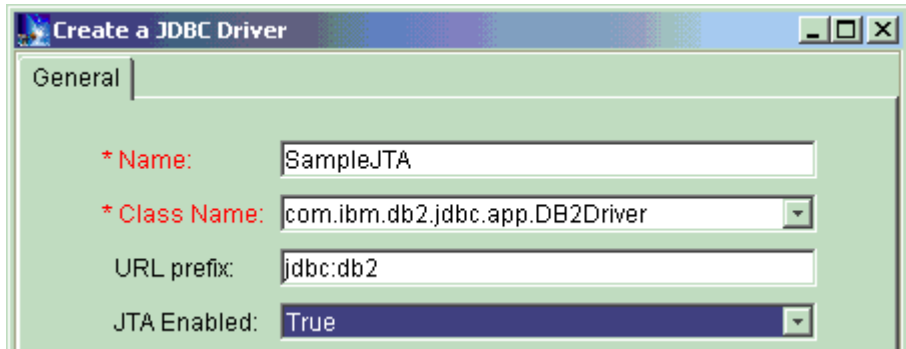 Create a JDBC Driver
General
* Name: SampleJTA
* Class Name: com.ibm.db2.jdbc.app.DB2Driver
URL prefix: jdbc:db2
JTA Enabled: True